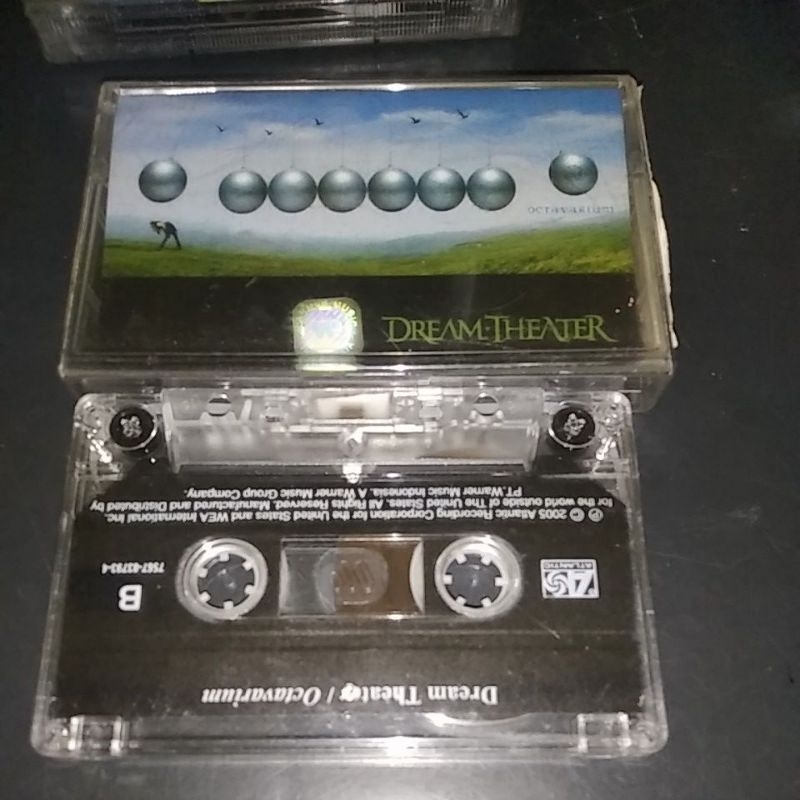 octavarium
DREAM·THEATER
Dream Theater / Octavarium
B
7567-83793-4
ATLANTIC
℗ © 2005 Atlantic Recording Corporation for the United States and WEA International Inc.
for the world outside of The United States. All Rights Reserved. Manufactured and Distributed by
PT.Warner Music Indonesia. A Warner Music Group Company.